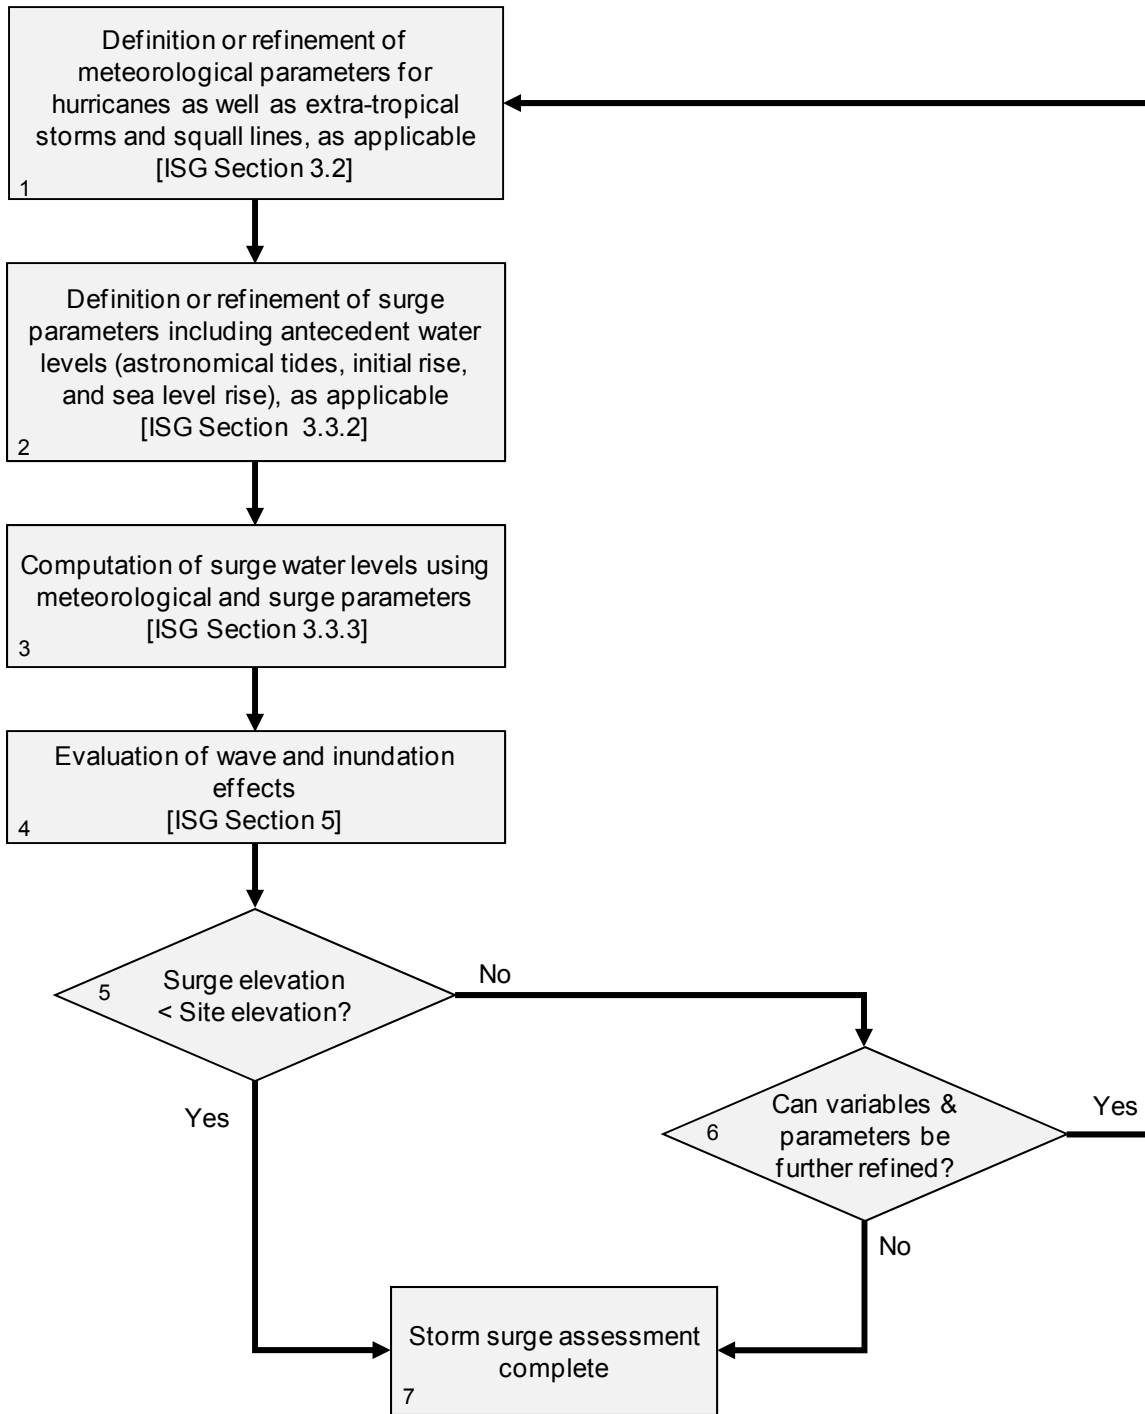 Definition or refinement of
meteorological parameters for
hurricanes as well as extra-tropical
storms and squall lines, as applicable
[ISG Section 3.2]
1
Definition or refinement of surge
parameters including antecedent water
levels (astronomical tides, initial rise,
and sea level rise), as applicable
[ISG Section 3.3.2]
2
Computation of surge water levels using
meteorological and surge parameters
[ISG Section 3.3.3]
3
Evaluation of wave and inundation
effects
[ISG Section 5]
4
5
Surge elevation
< Site elevation?
No
Yes
6
Can variables &
parameters be
further refined?
Yes
No
Storm surge assessment
complete
7